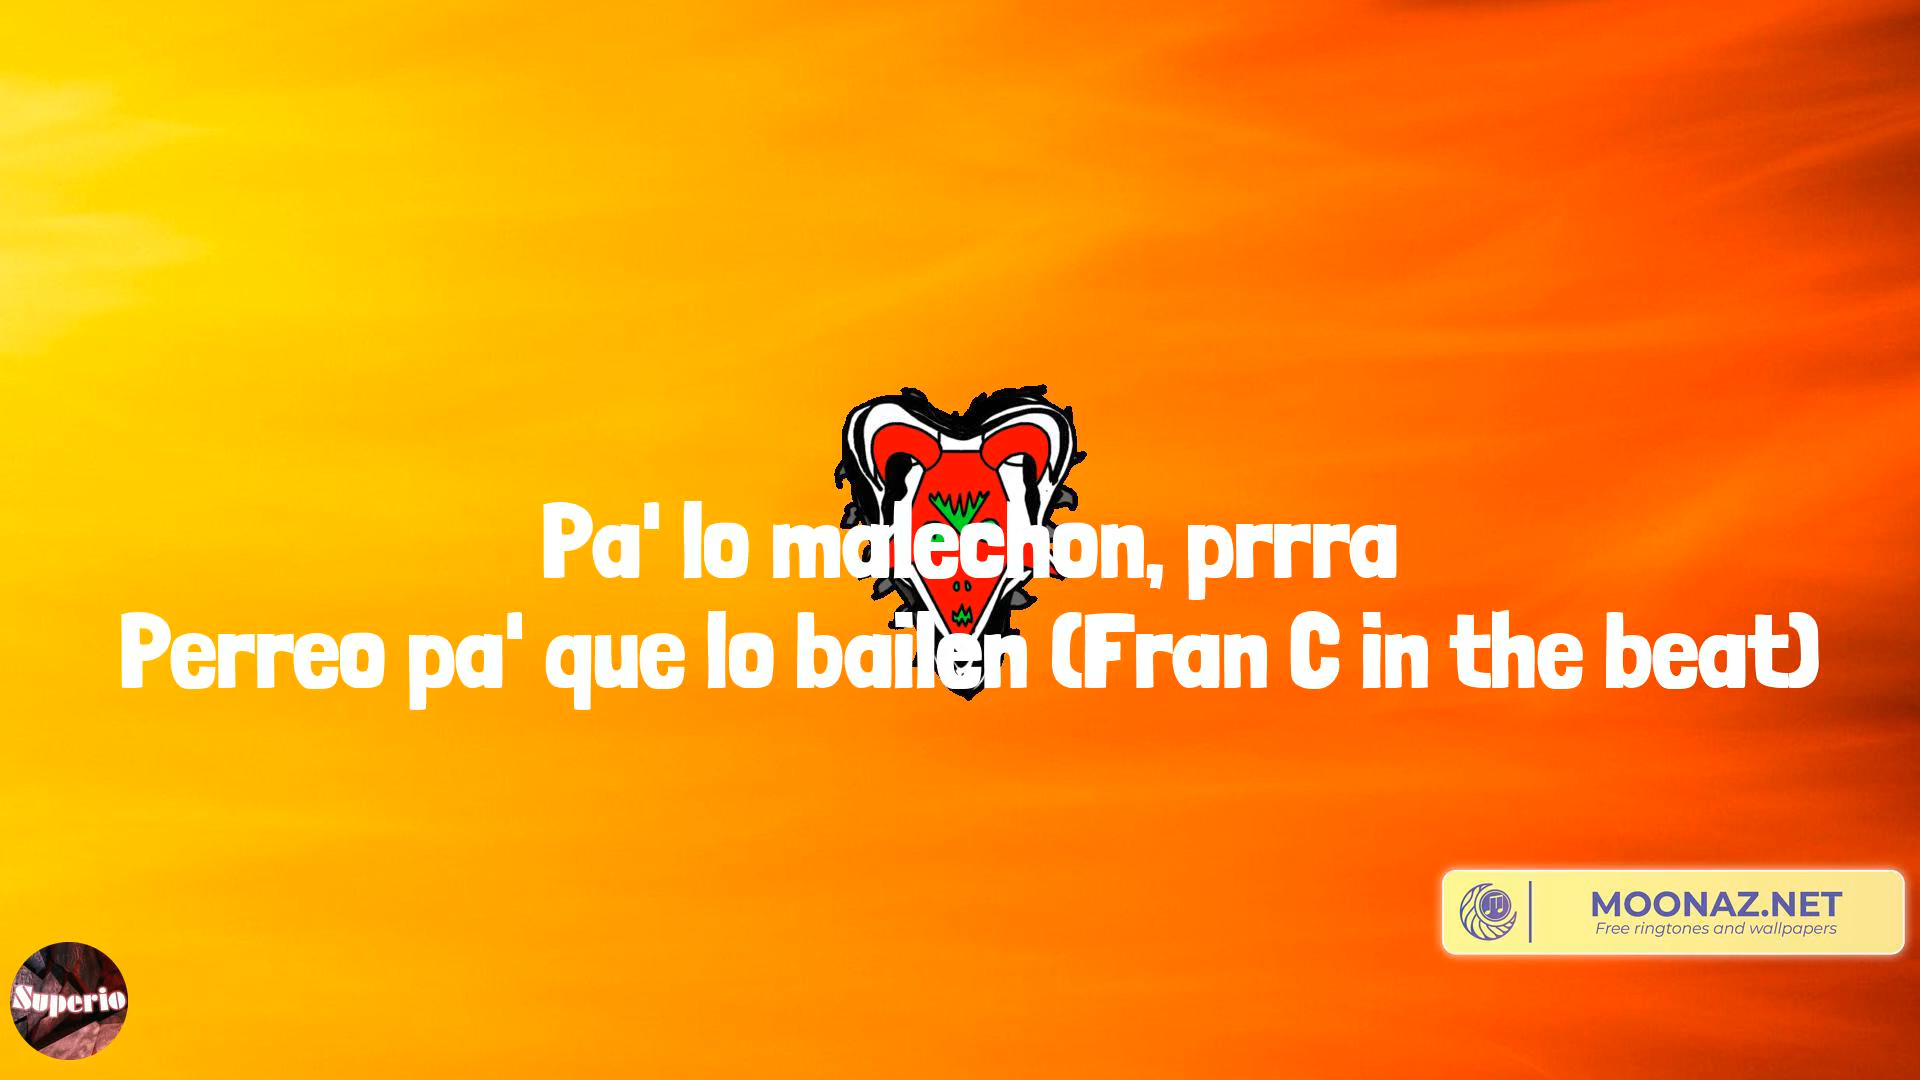 Pa' lo malechon, prrra
Perreo pa' que lo bailen (Fran C in the beat)
MOONAZ.NET
Free ringtones and wallpapers
Superio